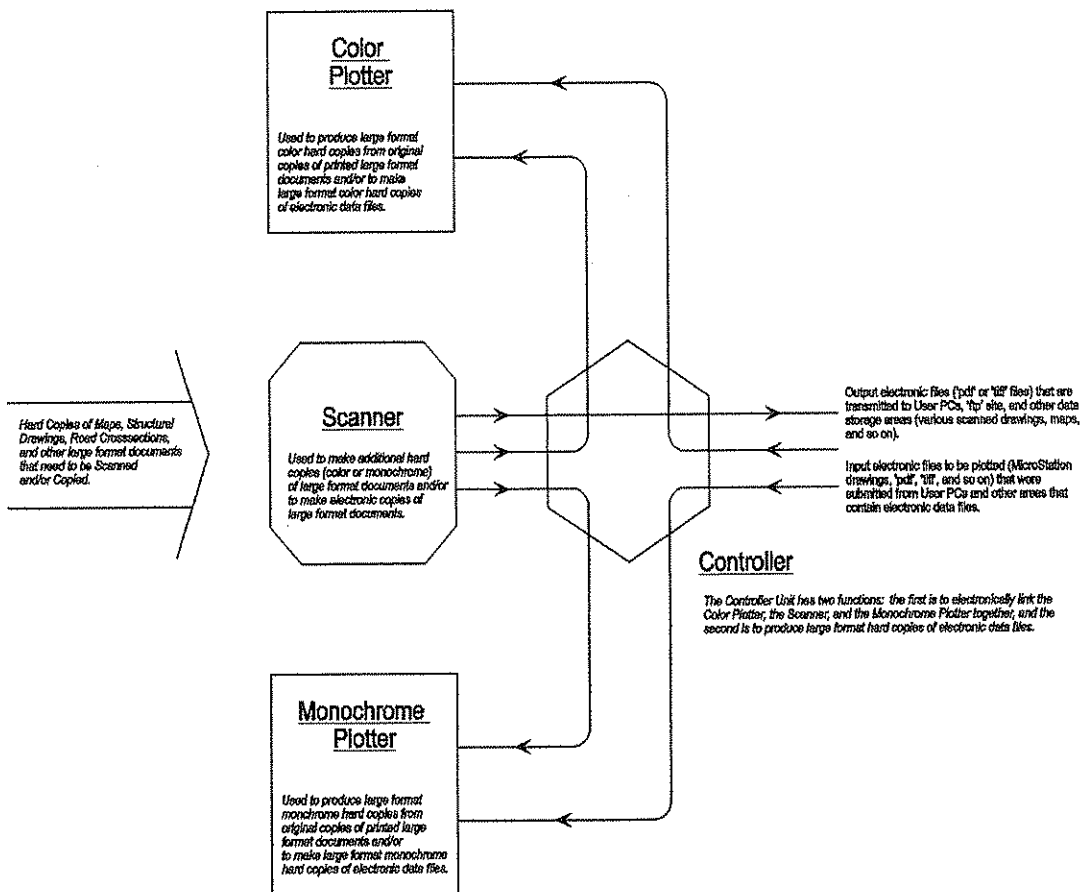 Color
Plotter
Used to produce large format
color hard copies from original
copies of printed large format
documents and/or to make
large format color hard copies
of electronic data files.
Hard Copies of Maps, Structural
Drawings, Road Crosssections,
and other large format documents
that need to be Scanned
and/or Copied.
Scanner
Used to make additional hard
copies (color or monochrome)
of large format documents and/or
to make electronic copies of
large format documents.
Output electronic files ('pdf' or 'tiff' files) that are
transmitted to User PCs, 'ftp' site, and other data
storage areas (various scanned drawings, maps,
and so on).
Input electronic files to be plotted (MicroStation
drawings, 'pdf', 'tiff', and so on) that were
submitted from User PCs and other areas that
contain electronic data files.
Controller
The Controller Unit has two functions: the first is to electronically link the
Color Plotter, the Scanner, and the Monochrome Plotter together, and the
second is to produce large format hard copies of electronic data files.
Monochrome
Plotter
Used to produce large format
monchrome hard copies from
original copies of printed large
format documents and/or
to make large format monochrome
hard copies of electronic data files.